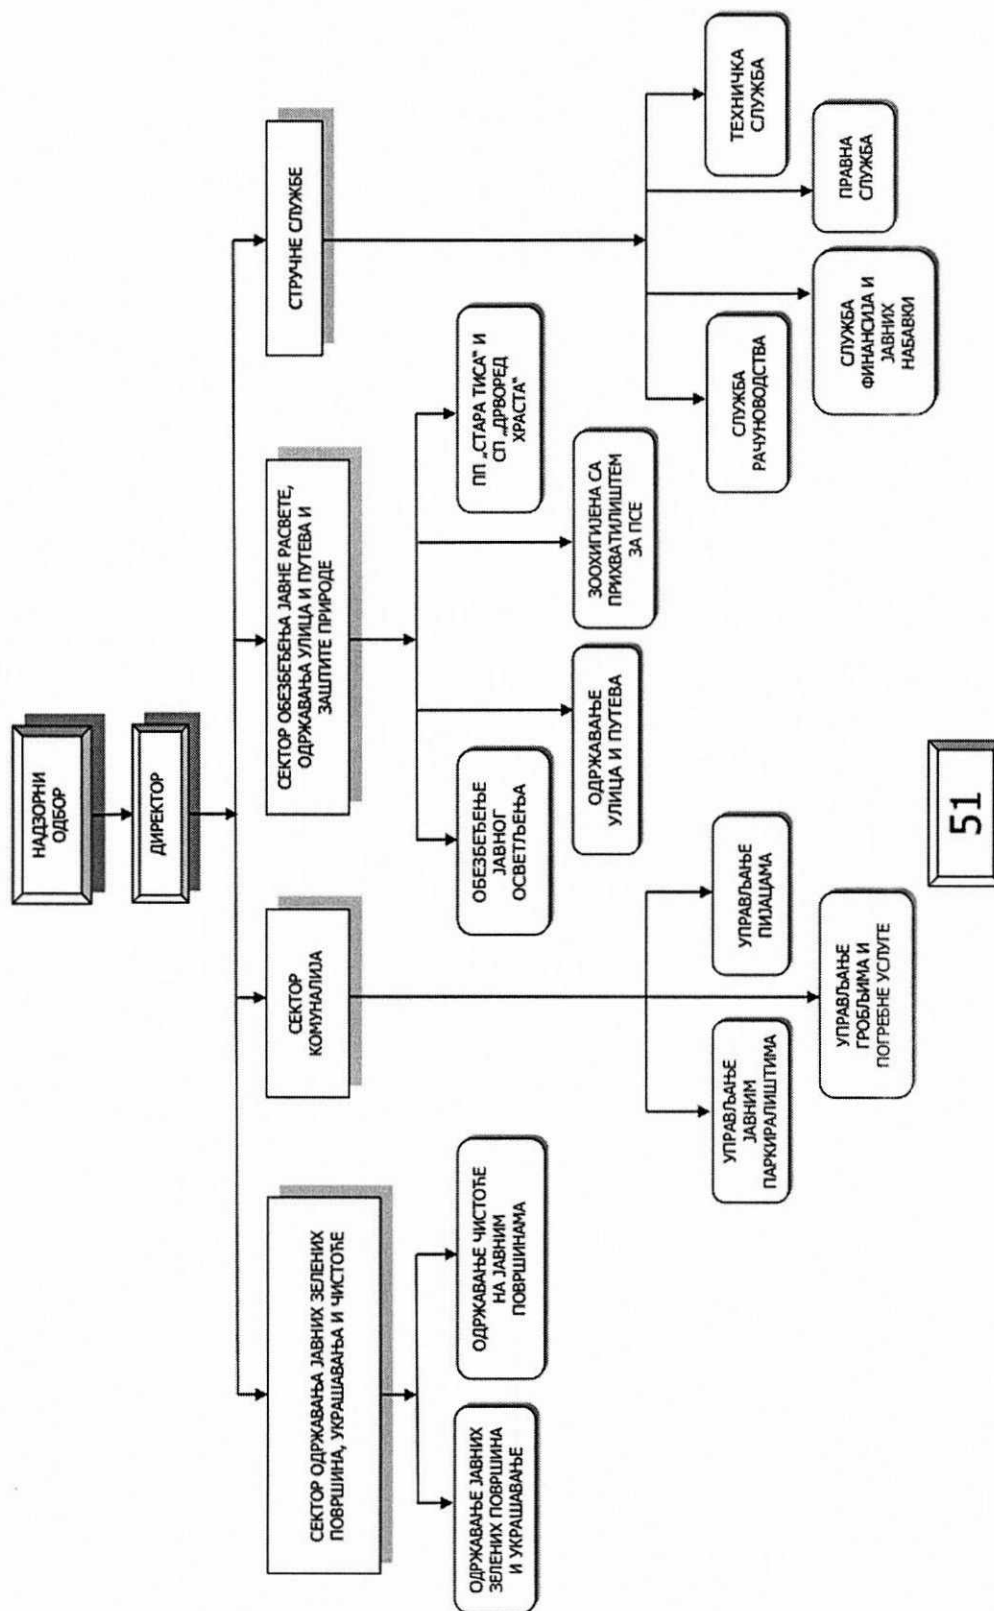 НАДЗОРНИ
ОДБОР
ДИРЕКТОР
СЕКТОР ОДРЖАВАЊА ЈАВНИХ ЗЕЛЕНИХ
ПОВРШИНА, УКРАШАВАЊА И ЧИСТОЋЕ
СЕКТОР
КОМУНАЛИЈА
СЕКТОР ОБЕЗБЕЂЕЊА ЈАВНЕ РАСВЕТЕ,
ОДРЖАВАЊА УЛИЦА И ПУТЕВА И
ЗАШТИТЕ ПРИРОДЕ
СТРУЧНЕ СЛУЖБЕ
ОДРЖАВАЊЕ ЈАВНИХ
ЗЕЛЕНИХ ПОВРШИНА
И УКРАШАВАЊЕ
ОДРЖАВАЊЕ ЧИСТОЋЕ
НА ЈАВНИМ
ПОВРШИНАМА
ОБЕЗБЕЂЕЊЕ
ЈАВНОГ
ОСВЕТЉЕЊА
ПП „СТАРА ТИСА" И
СП „ДРВОРЕД
ХРАСТА"
ОДРЖАВАЊЕ
УЛИЦА И ПУТЕВА
ЗООХИГИЈЕНА СА
ПРИХВАТИЛИШТЕМ
ЗА ПСЕ
УПРАВЉАЊЕ
ЈАВНИМ
ПАРКИРАЛИШТИМА
УПРАВЉАЊЕ
ПИЈАЦАМА
СЛУЖБА
РАЧУНОВОДСТВА
ТЕХНИЧКА
СЛУЖБА
УПРАВЉАЊЕ
ГРОБЉИМА И
ПОГРЕБНЕ УСЛУГЕ
СЛУЖБА
ФИНАНСИЈА И
ЈАВНИХ
НАБАВКИ
ПРАВНА
СЛУЖБА
51